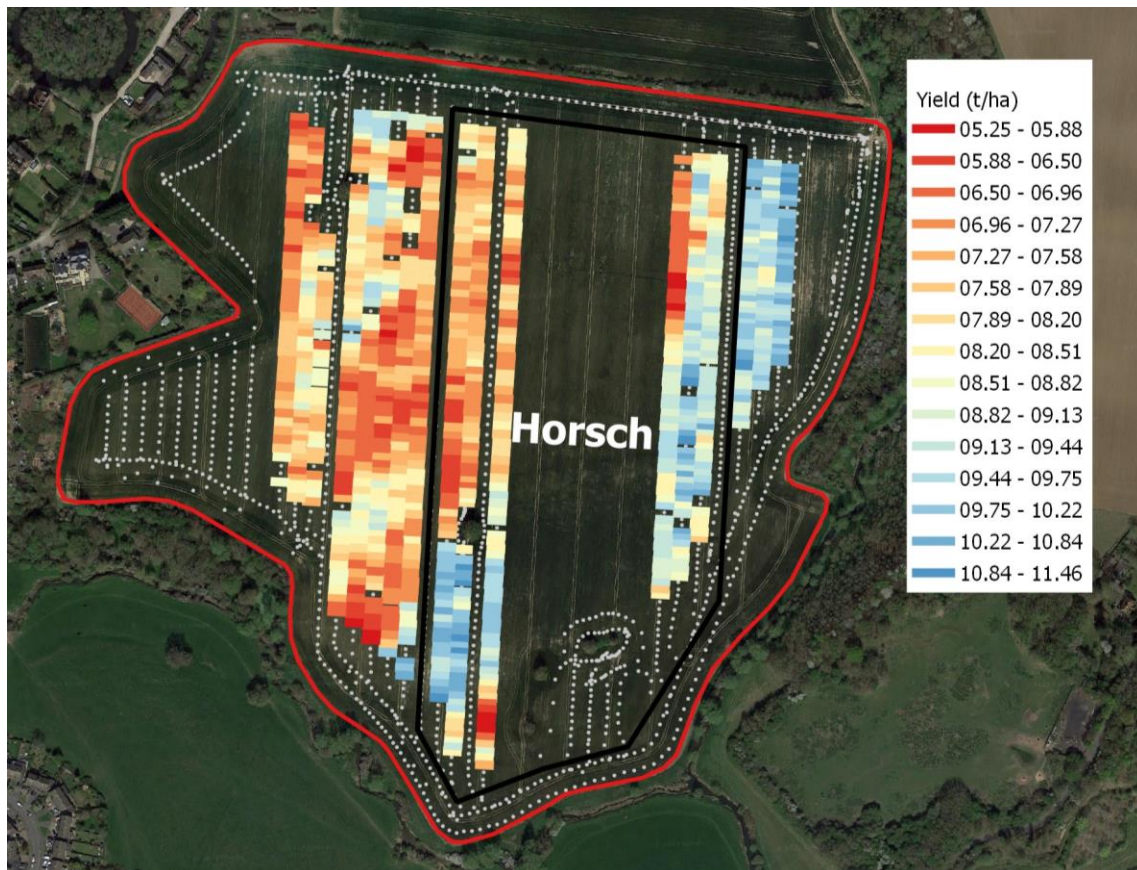 Yield (t/ha)
05.25 - 05.88
05.88 - 06.50
06.50 - 06.96
06.96 - 07.27
07.27 - 07.58
07.58 - 07.89
07.89 - 08.20
08.20 - 08.51
08.51 - 08.82
08.82 - 09.13
09.13 - 09.44
09.44 - 09.75
09.75 - 10.22
10.22 - 10.84
10.84 - 11.46
Horsch